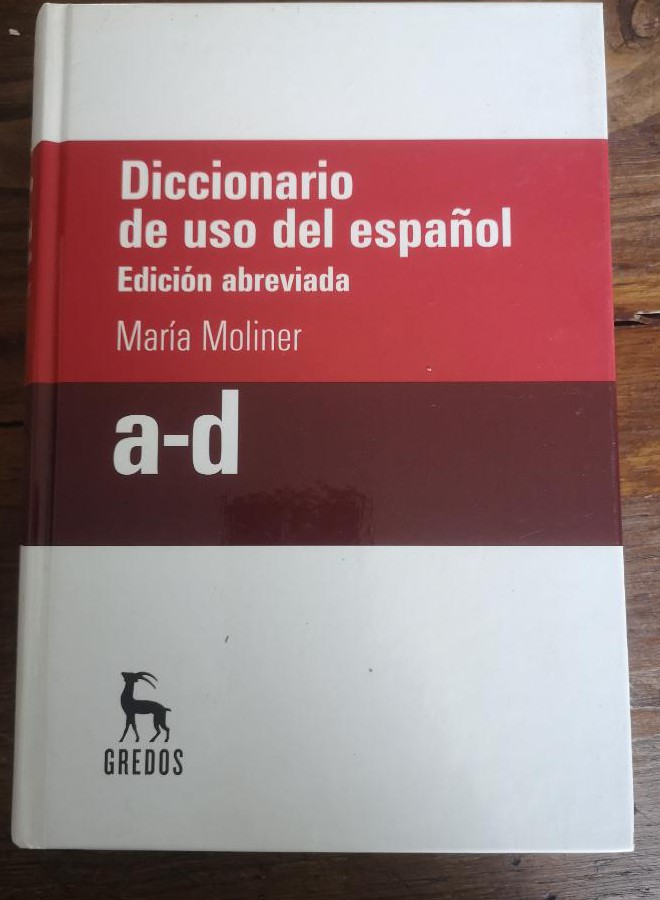 Diccionario
de uso del español
Edición abreviada
María Moliner
a-d
GREDOS